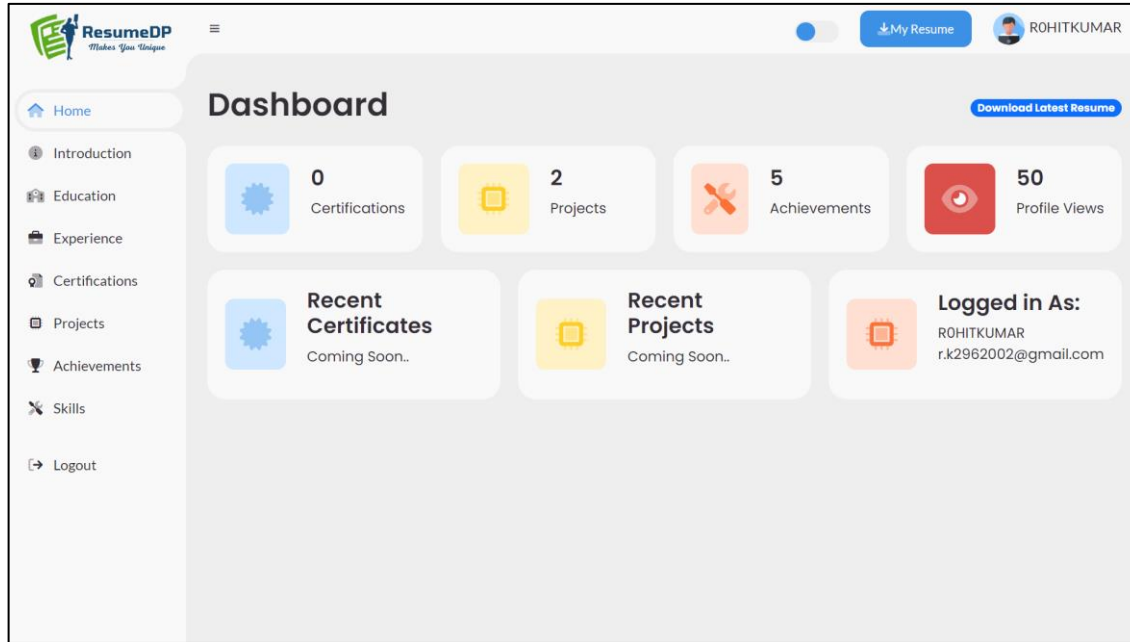 ResumeDP
Makes You Unique
My Resume
R0HITKUMAR
Home
Introduction
Education
Experience
Certifications
Projects
Achievements
Skills
Logout
Dashboard
Download Latest Resume
0
Certifications
2
Projects
5
Achievements
50
Profile Views
Recent
Certificates
Coming Soon..
Recent
Projects
Coming Soon..
Logged in As:
R0HITKUMAR
r.k2962002@gmail.com